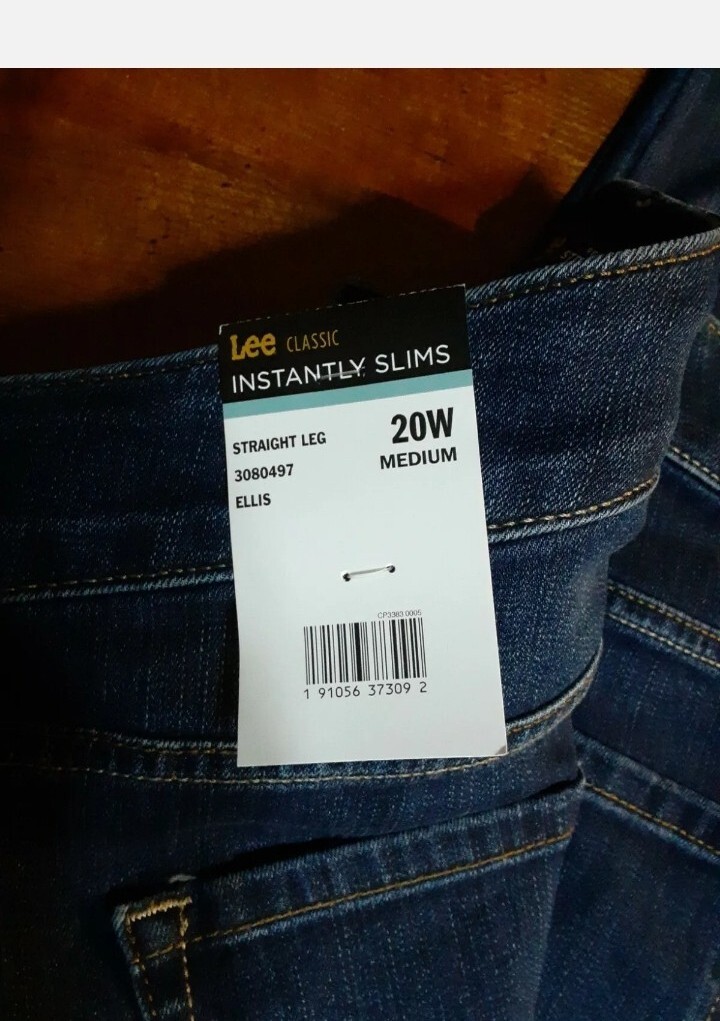 Lee CLASSIC
INSTANTLY SLIMS
20W
MEDIUM
STRAIGHT LEG
3080497
ELLIS
CP3383 0005
1 91056 37309 2